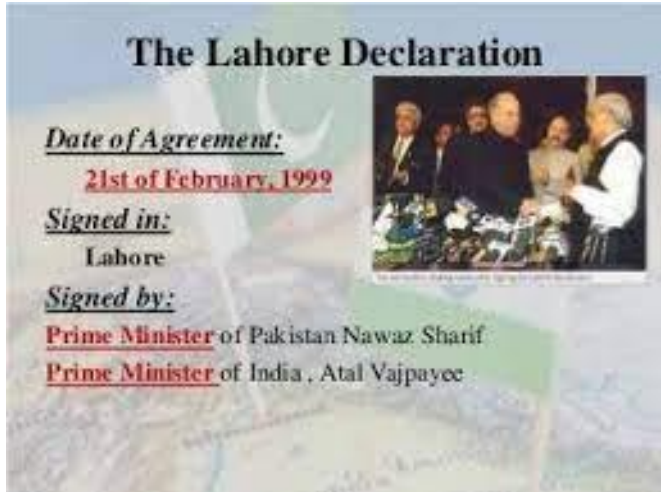 The Lahore Declaration
Date of Agreement:
21st of February, 1999
Signed in:
Lahore
Signed by:
Prime Minister of Pakistan Nawaz Sharif
Prime Minister of India , Atal Vajpayee